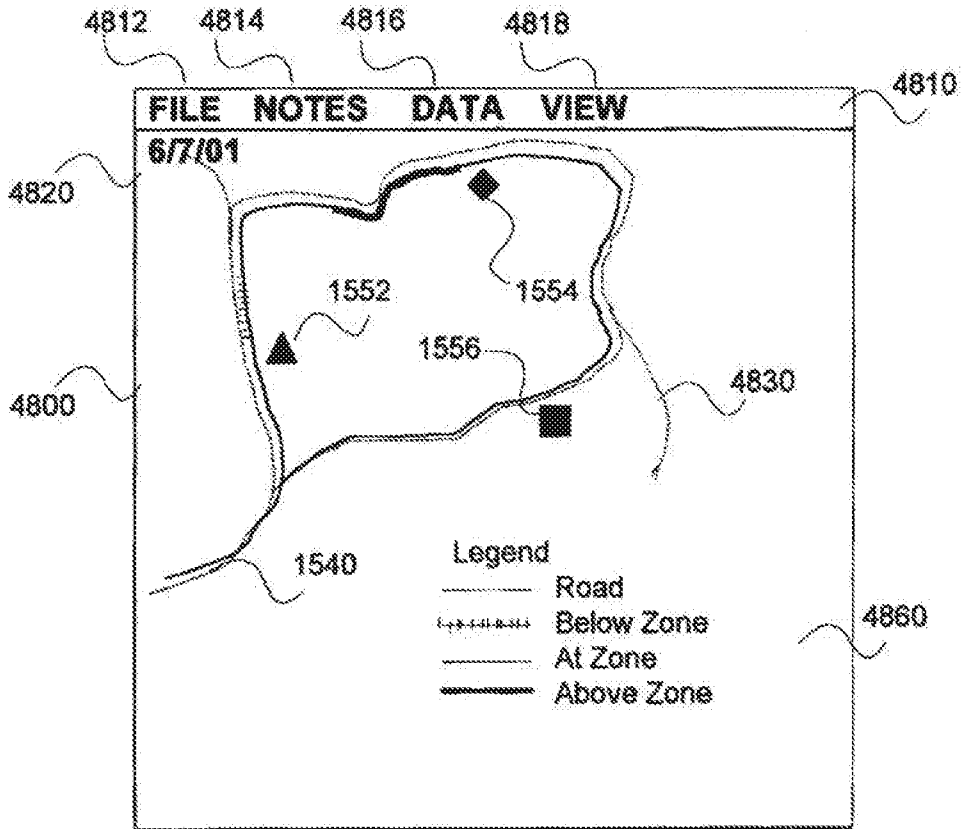 4812 4814 4816 4818
4810
FILE NOTES DATA VIEW
6/7/01
4820
1552
1554
1556
4830
4800
1540
Legend
Road
Below Zone
4860
At Zone
Above Zone